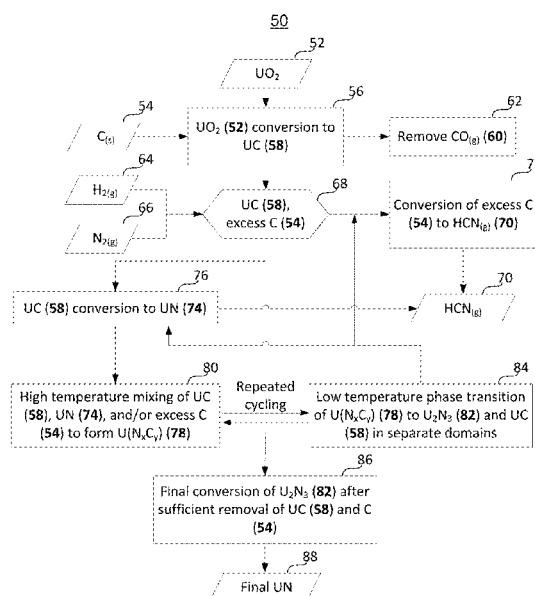 50
52
UO₂
54
C(s)
56
UO₂ (52) conversion to
UC (58)
62
Remove CO(g) (60)
64
H₂(g)
66
N₂(g)
68
UC (58),
excess C (54)
7
Conversion of excess C
(54) to HCN(g) (70)
76
UC (58) conversion to UN (74)
70
HCN(g)
80
High temperature mixing of UC
(58), UN (74), and/or excess C
(54) to form U(NₓCᵧ) (78)
Repeated
cycling
84
Low temperature phase transition
of U(NₓCᵧ) (78) to U₂N₃ (82) and UC
(58) in separate domains
86
Final conversion of U₂N₃ (82) after
sufficient removal of UC (58) and C
(54)
88
Final UN